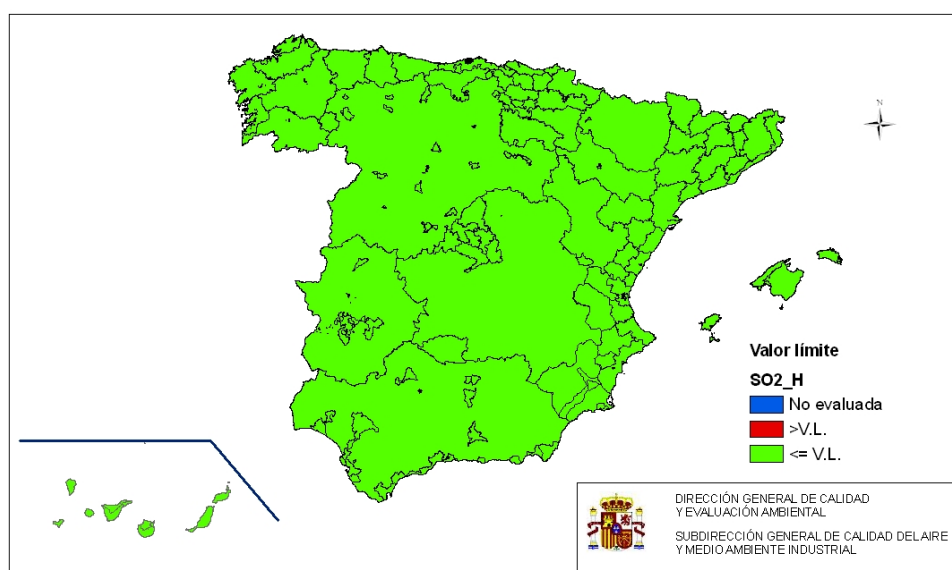 N
Valor límite
SO2_H
No evaluada
>V.L.
<= V.L.
DIRECCIÓN GENERAL DE CALIDAD
Y EVALUACIÓN AMBIENTAL
SUBDIRECCIÓN GENERAL DE CALIDAD DEL AIRE
Y MEDIO AMBIENTE INDUSTRIAL